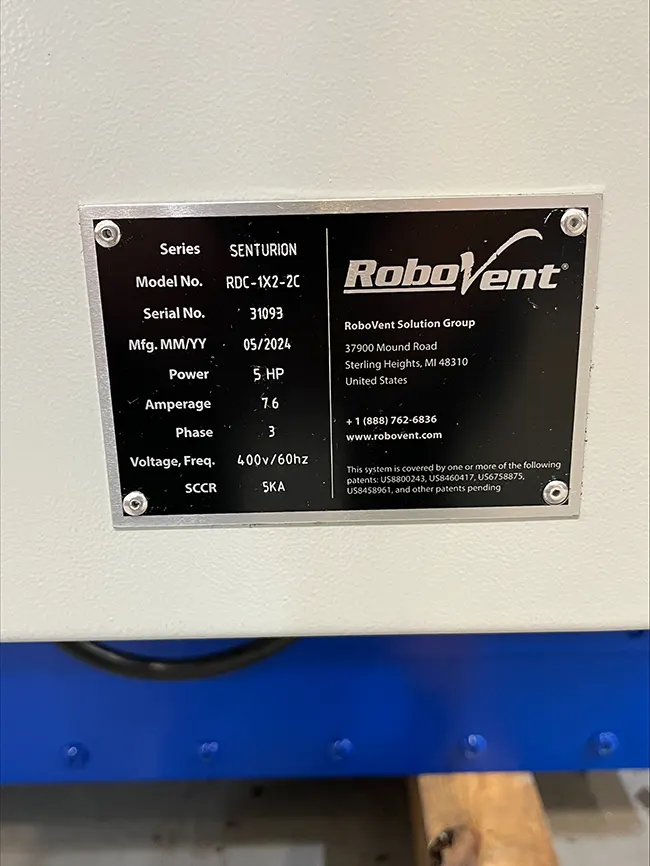 Series SENTURION
Model No. RDC-1X2-2C
Serial No. 31093
Mfg. MM/YY 05/2024
Power 5 HP
Amperage 7.6
Phase 3
Voltage, Freq. 400v/60hz
SCCR 5KA
RoboVent®
RoboVent Solution Group
37900 Mound Road
Sterling Heights, MI 48310
United States
+ 1 (888) 762-6836
www.robovent.com
This system is covered by one or more of the following
patents: US8800243, US8460417, US6758875,
US8458961, and other patents pending